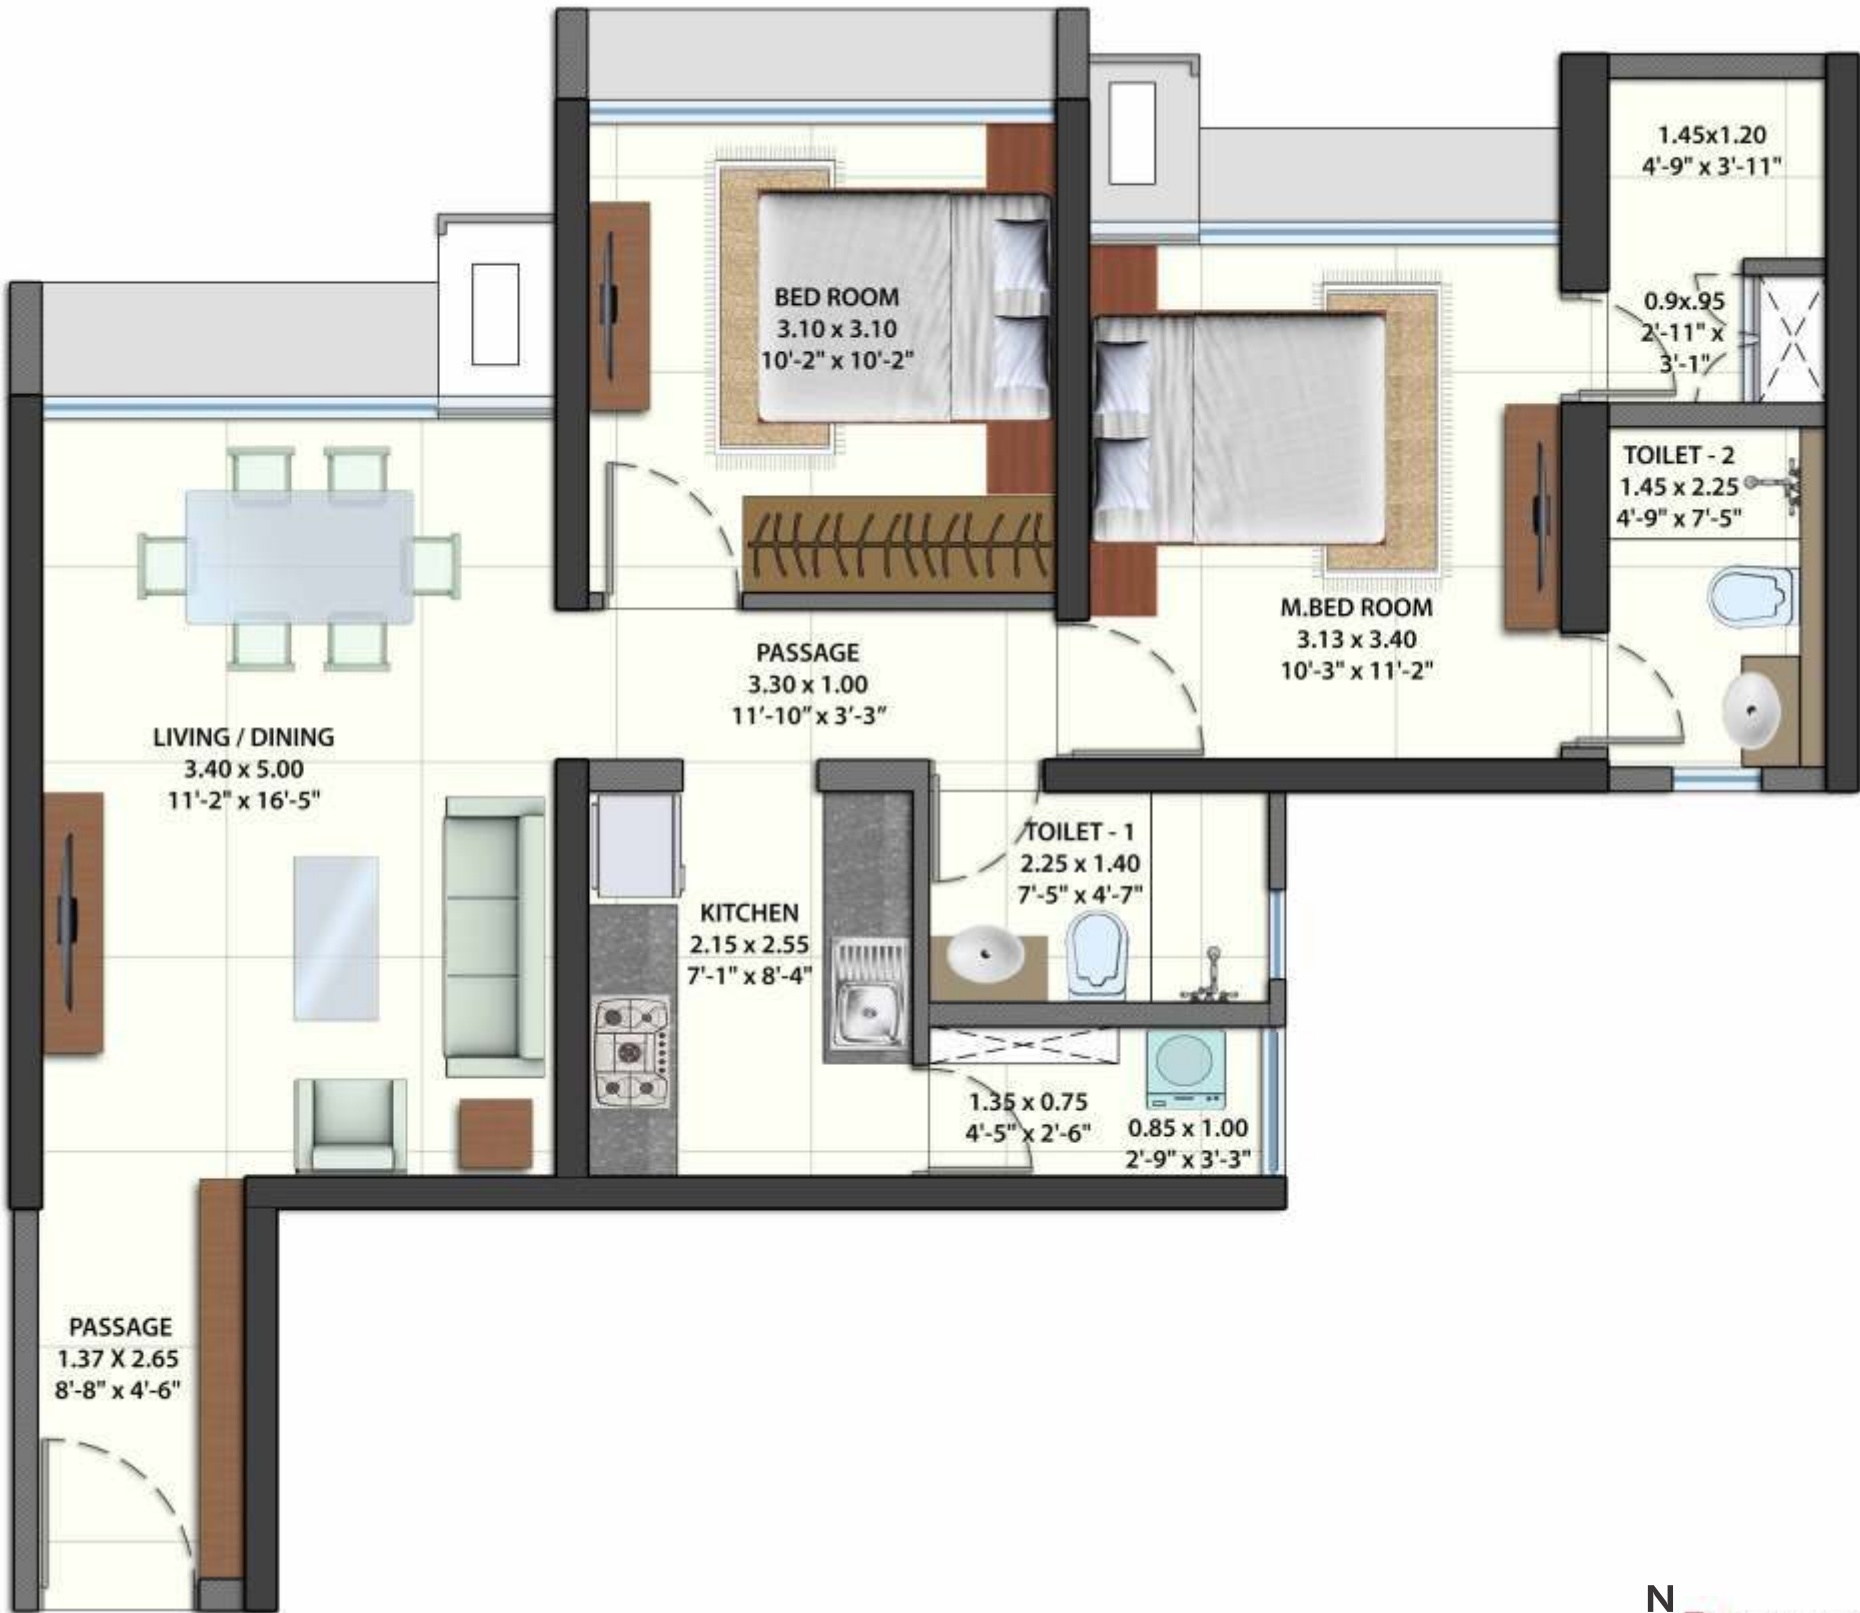 1.45x1.20
4'-9" x 3'-11"
BED ROOM
3.10 x 3.10
10'-2" x 10'-2"
0.9x.95
2'-11" x
3'-1"
TOILET - 2
1.45 x 2.25
4'-9" x 7'-5"
M.BED ROOM
3.13 x 3.40
10'-3" x 11'-2"
PASSAGE
3.30 x 1.00
11'-10" x 3'-3"
LIVING / DINING
3.40 x 5.00
11'-2" x 16'-5"
TOILET - 1
2.25 x 1.40
7'-5" x 4'-7"
KITCHEN
2.15 x 2.55
7'-1" x 8'-4"
1.35 x 0.75
4'-5" x 2'-6"
0.85 x 1.00
2'-9" x 3'-3"
PASSAGE
1.37 X 2.65
8'-8" x 4'-6"
N